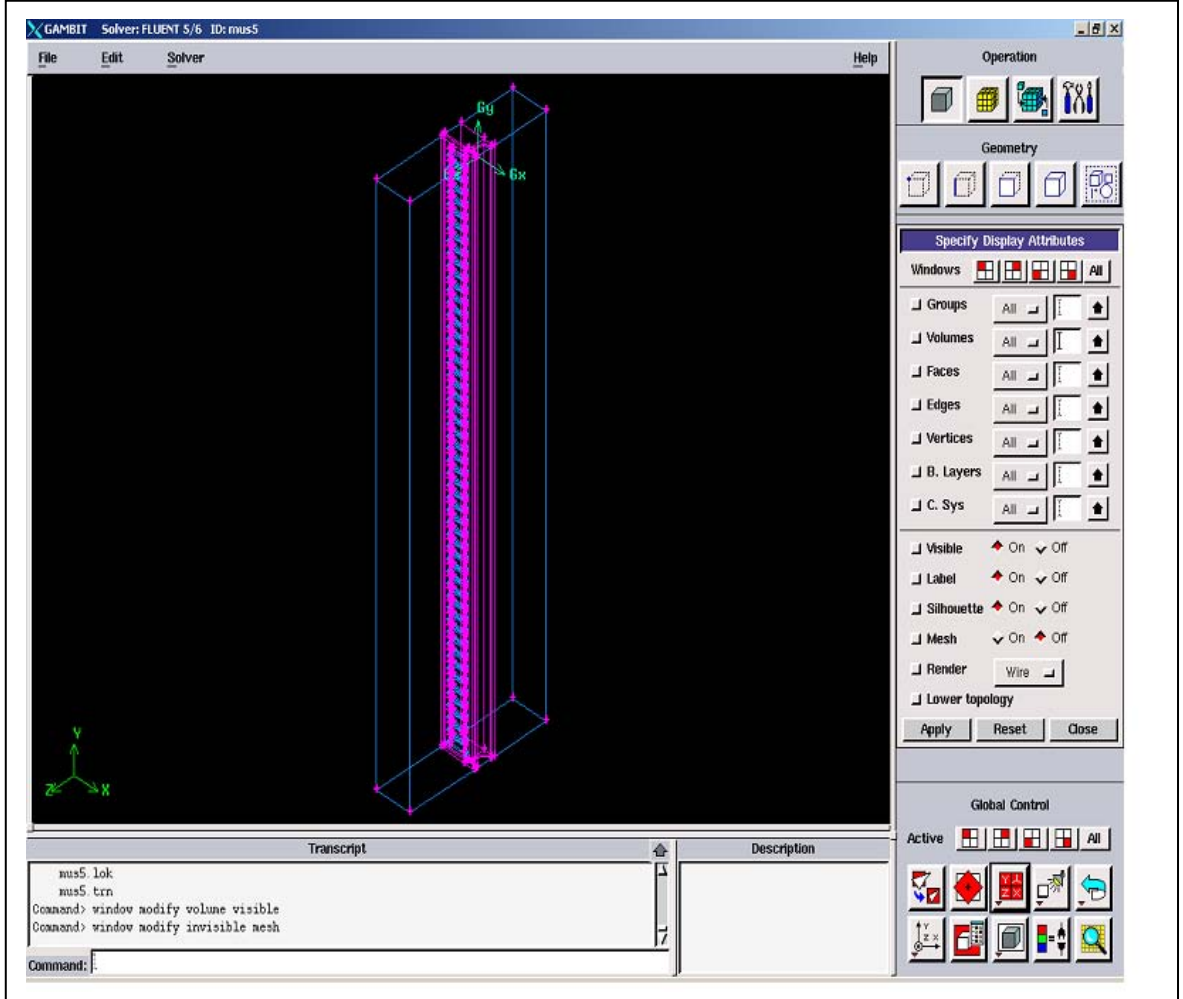 GAMBIT Solver: FLUENT 5/6 ID: mus5
File Edit Solver Help
Gy
Gx
Y
Z X
Operation
Geometry
Specify Display Attributes
Windows All
Groups All
Volumes All
Faces All
Edges All
Vertices All
B. Layers All
C. Sys All
Visible On Off
Label On Off
Silhouette On Off
Mesh On Off
Render Wire
Lower topology
Apply Reset Close
Global Control
Active All
Transcript
mus5.lok
mus5.trn
Command> window modify volume visible
Command> window modify invisible mesh
Command:
Description